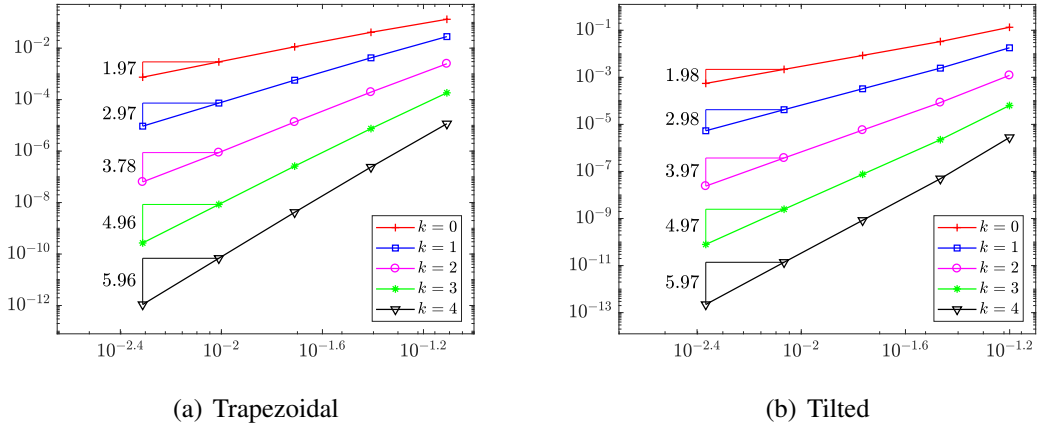 10^-2
10^-4
10^-6
10^-8
10^-10
10^-12
1.97
2.97
3.78
4.96
5.96
k = 0
k = 1
k = 2
k = 3
k = 4
10^-2.4
10^-2
10^-1.6
10^-1.2
(a) Trapezoidal
10^-1
10^-3
10^-5
10^-7
10^-9
10^-11
10^-13
1.98
2.98
3.97
4.97
5.97
k = 0
k = 1
k = 2
k = 3
k = 4
10^-2.4
10^-2
10^-1.6
10^-1.2
(b) Tilted